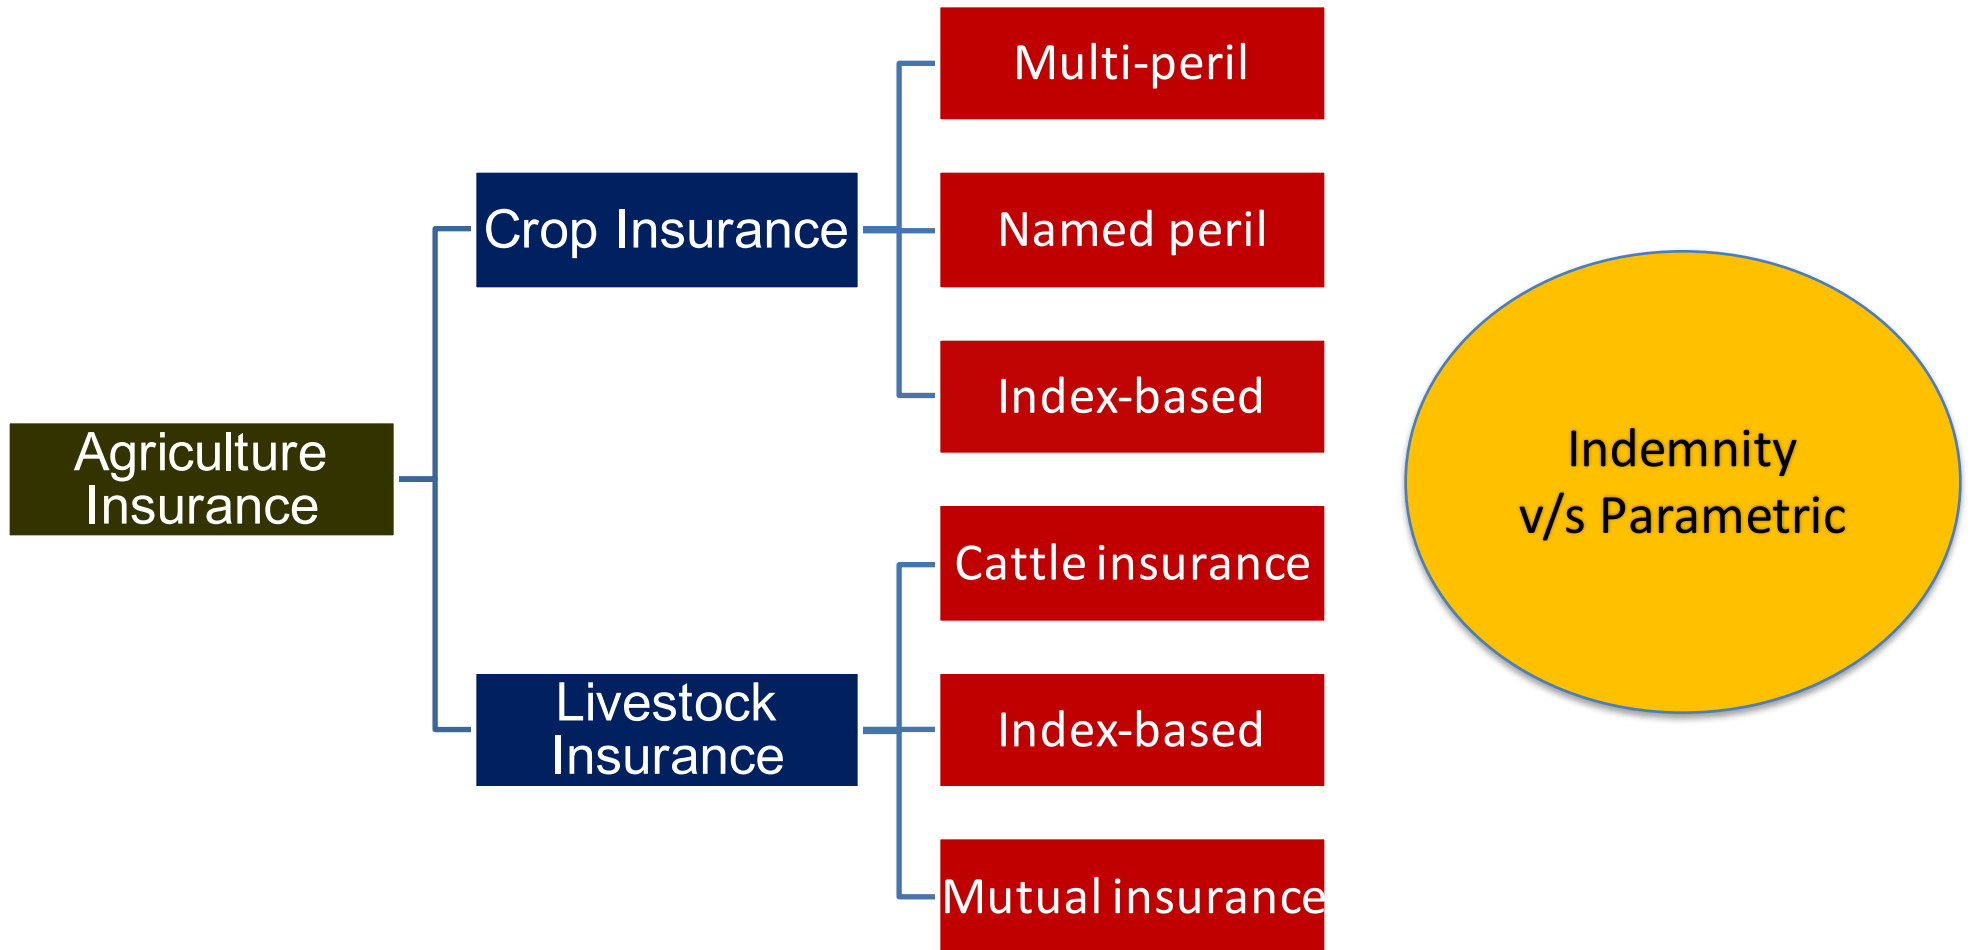 Agriculture
Insurance
Crop Insurance
Multi-peril
Named peril
Index-based
Livestock
Insurance
Cattle insurance
Index-based
Mutual insurance
Indemnity
v/s Parametric